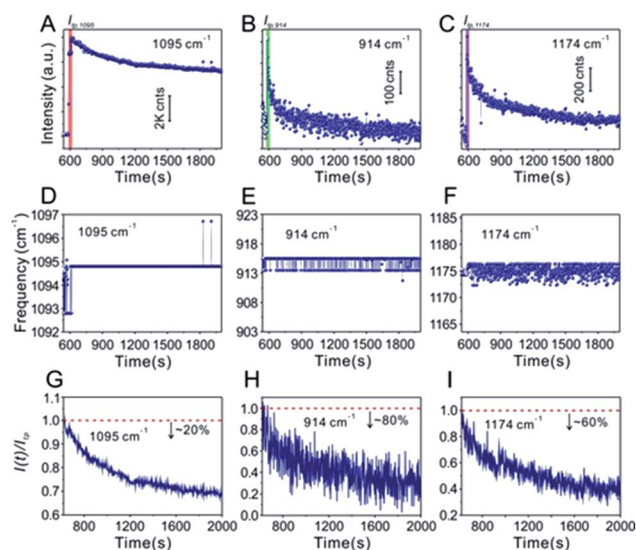 A
I_tp,1095
1095 cm⁻¹
2K cnts
Intensity (a.u.)
600 900 1200 1500 1800
Time(s)
B
I_tp,914
914 cm⁻¹
100 cnts
600 900 1200 1500 1800
Time(s)
C
I_tp,1174
1174 cm⁻¹
200 cnts
600 900 1200 1500 1800
Time(s)
D
1095 cm⁻¹
Frequency (cm⁻¹)
1097
1096
1095
1094
1093
1092
600 900 1200 1500 1800
Time(s)
E
914 cm⁻¹
923
918
913
908
903
600 900 1200 1500 1800
Time(s)
F
1174 cm⁻¹
1185
1180
1175
1170
1165
600 900 1200 1500 1800
Time(s)
G
1095 cm⁻¹
~20%
I(t)/I_tp
1.1
1.0
0.9
0.8
0.7
0.6
800 1200 1600 2000
Time(s)
H
914 cm⁻¹
~80%
1.0
0.8
0.6
0.4
0.2
0.0
800 1200 1600 2000
Time(s)
I
1174 cm⁻¹
~60%
1.0
0.8
0.6
0.4
0.2
800 1200 1600 2000
Time(s)